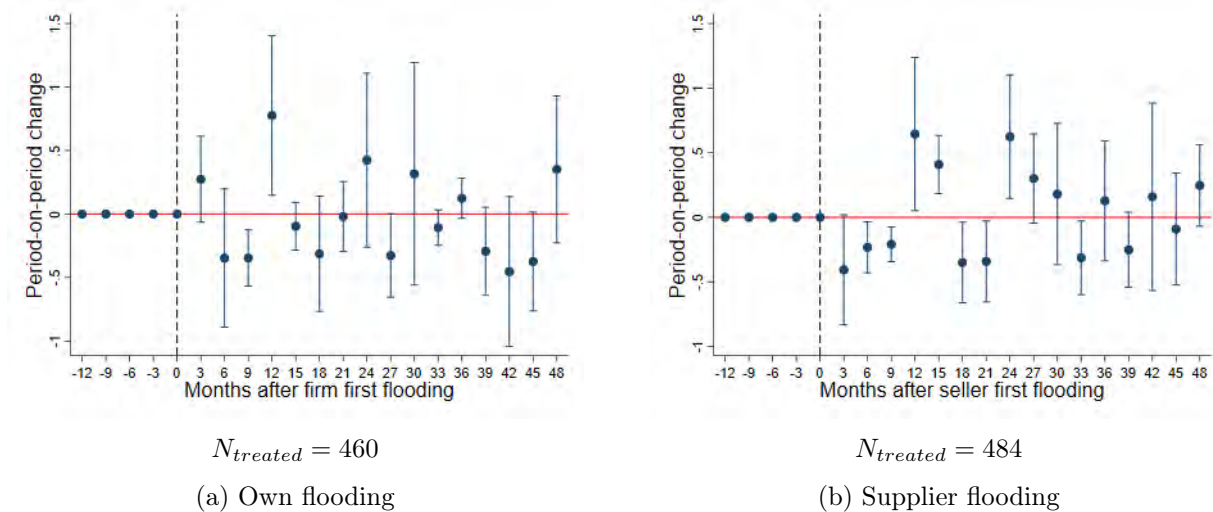 Period-on-period change
1.5
1
.5
0
-.5
-1
-12 -9 -6 -3 0 3 6 9 12 15 18 21 24 27 30 33 36 39 42 45 48
Months after firm first flooding
N_treated = 460
(a) Own flooding
Period-on-period change
1.5
1
.5
0
-.5
-1
-12 -9 -6 -3 0 3 6 9 12 15 18 21 24 27 30 33 36 39 42 45 48
Months after seller first flooding
N_treated = 484
(b) Supplier flooding